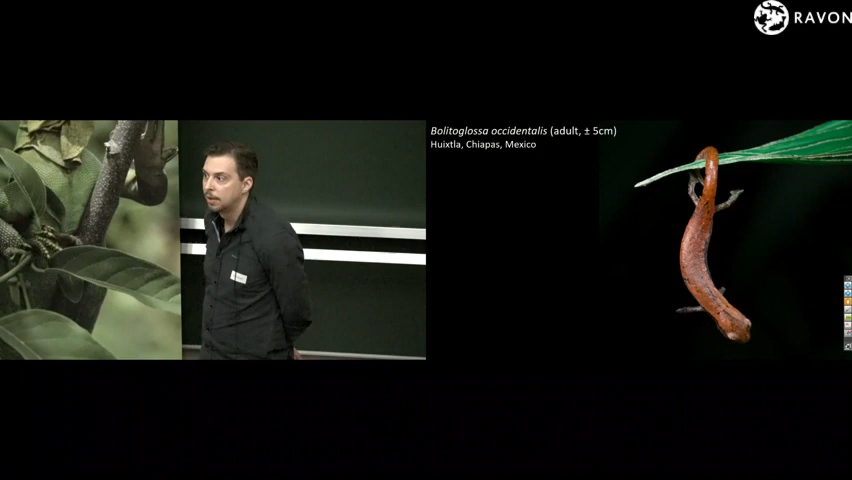 RAVON
Bolitoglossa occidentalis (adult, ± 5cm)
Huixtla, Chiapas, Mexico